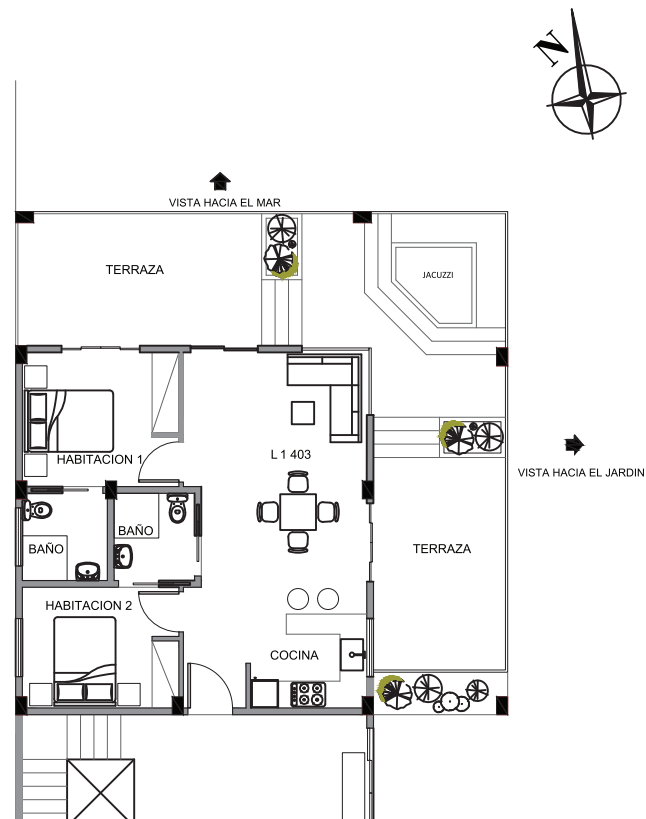 N
VISTA HACIA EL MAR
TERRAZA
JACUZZI
HABITACION 1
L 1 403
VISTA HACIA EL JARDIN
BAÑO
BAÑO
TERRAZA
HABITACION 2
COCINA